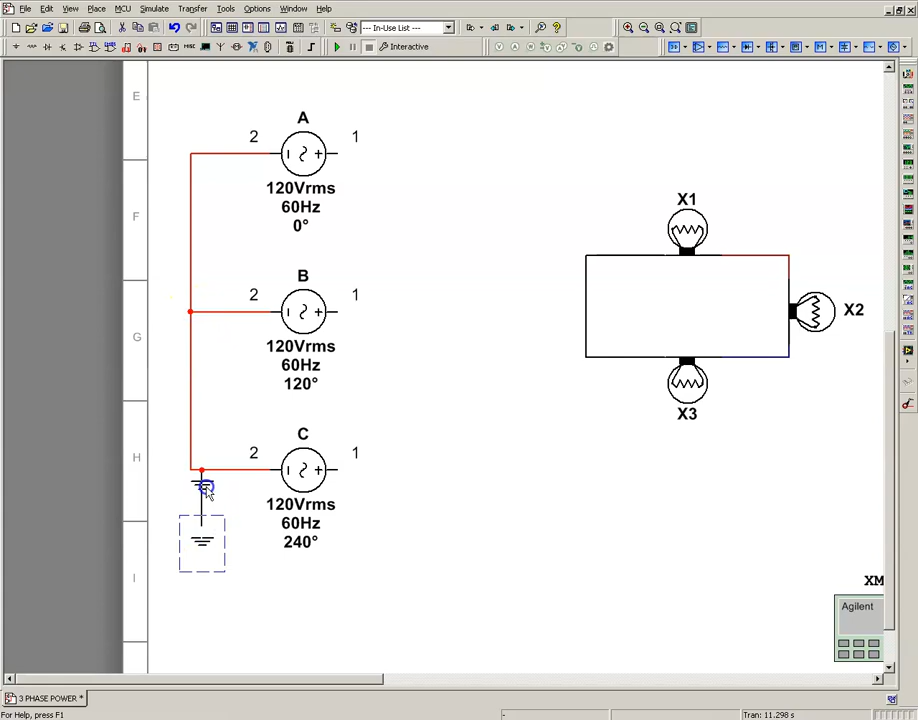 File Edit View Place MCU Simulate Transfer Tools Options Window Help
--- In-Use List ---
Interactive
E
F
G
H
I
A
2 1
120Vrms
60Hz
0°
B
2 1
120Vrms
60Hz
120°
C
2 1
120Vrms
60Hz
240°
X1
X2
X3
XM
Agilent
3 PHASE POWER *
For Help, press F1
-
Tran: 11.298 s